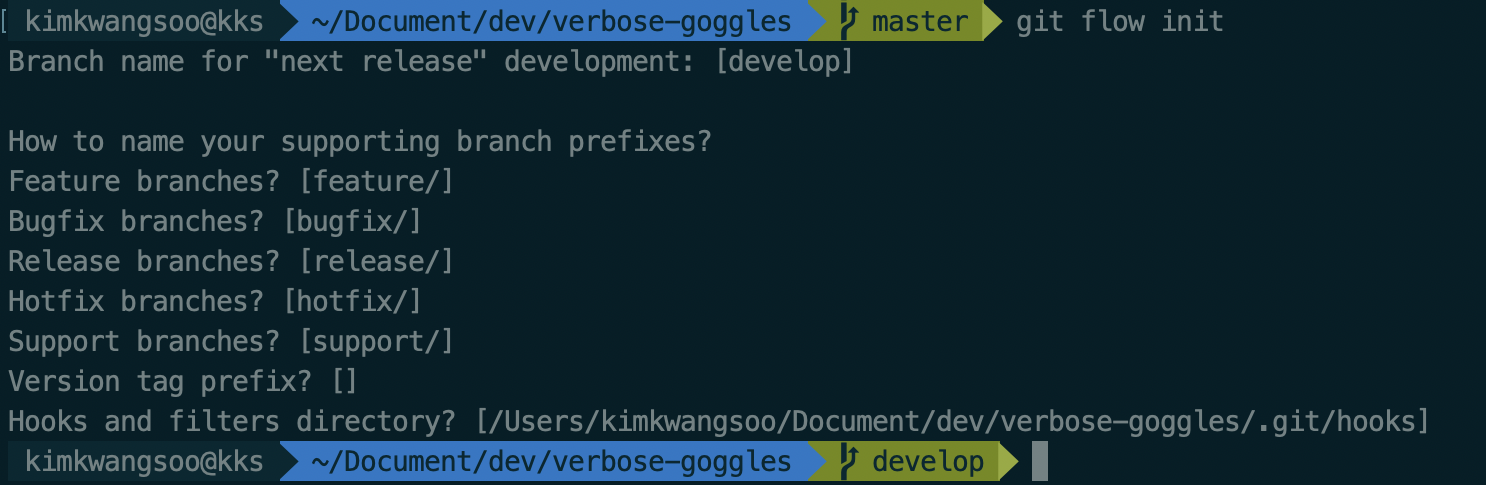 kimkwangsoo@kks ~/Document/dev/verbose-goggles master git flow init
Branch name for "next release" development: [develop]
How to name your supporting branch prefixes?
Feature branches? [feature/]
Bugfix branches? [bugfix/]
Release branches? [release/]
Hotfix branches? [hotfix/]
Support branches? [support/]
Version tag prefix? []
Hooks and filters directory? [/Users/kimkwangsoo/Document/dev/verbose-goggles/.git/hooks]
kimkwangsoo@kks ~/Document/dev/verbose-goggles develop